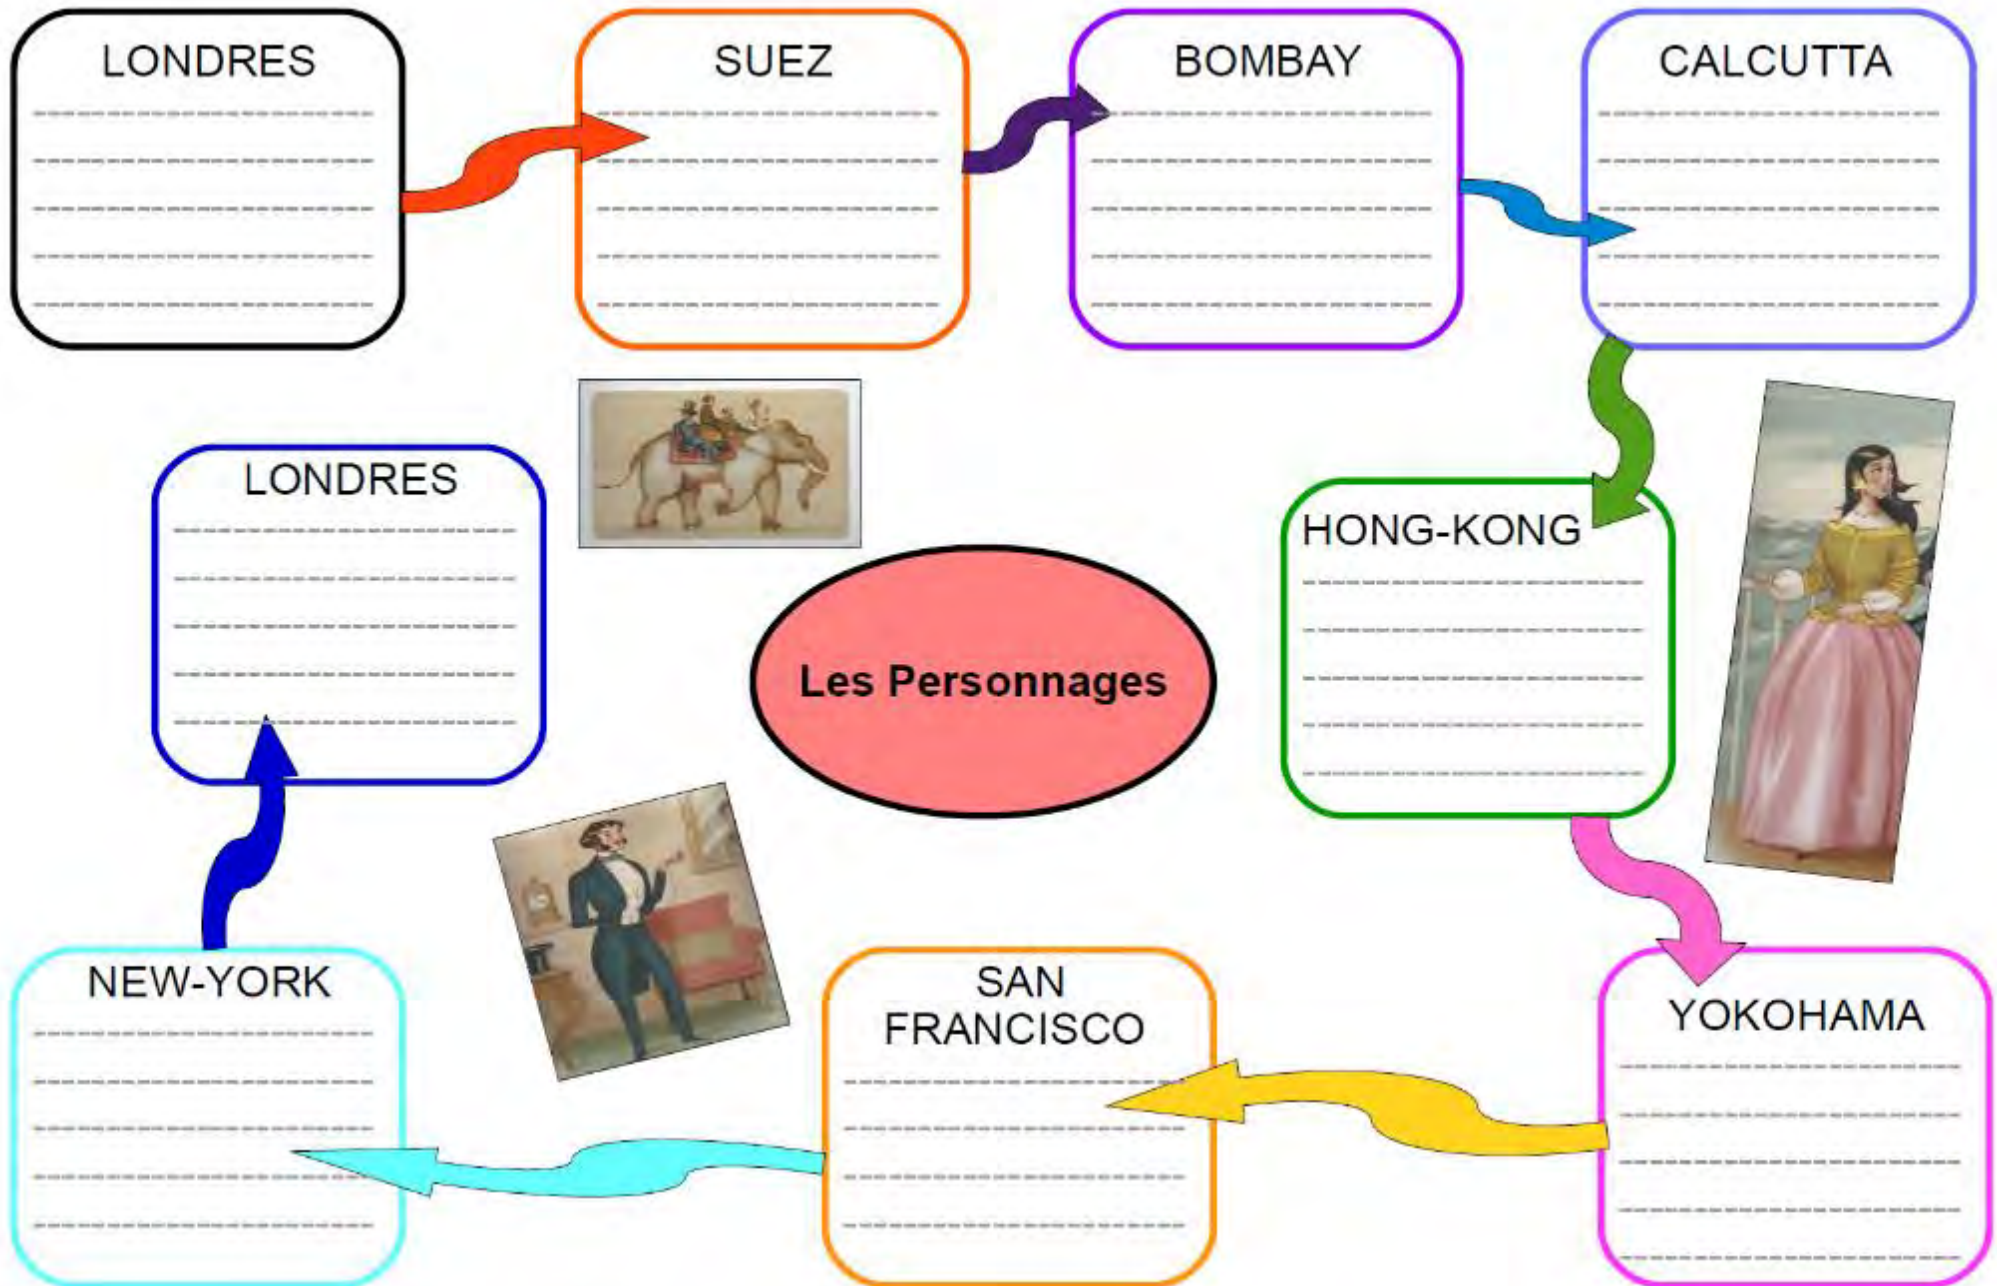 LONDRES
SUEZ
BOMBAY
CALCUTTA
HONG-KONG
YOKOHAMA
SAN
FRANCISCO
NEW-YORK
LONDRES
Les Personnages